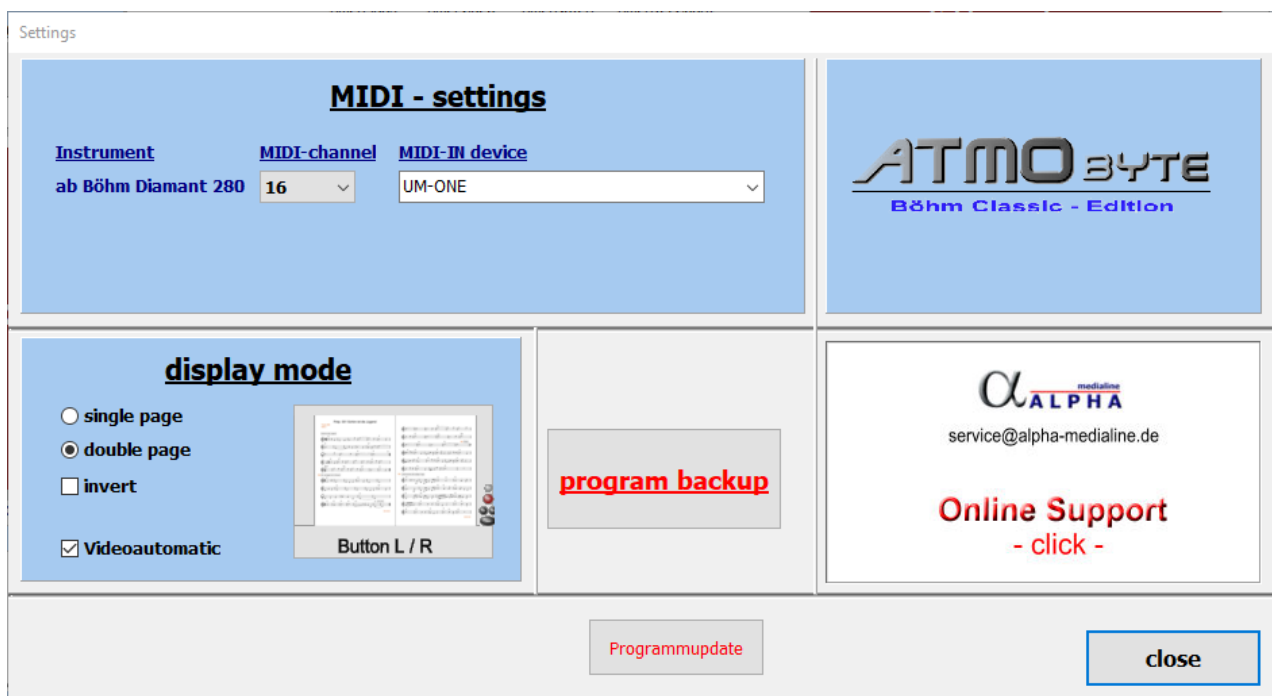 Settings
MIDI - settings
Instrument MIDI-channel MIDI-IN device
ab Böhm Diamant 280 16 UM-ONE
ATMO BYTE
Böhm Classic - Edition
display mode
single page
double page
invert
Videoautomatic
Button L / R
program backup
medialine
α ALPHA
service@alpha-medialine.de
Online Support
- click -
Programmupdate
close